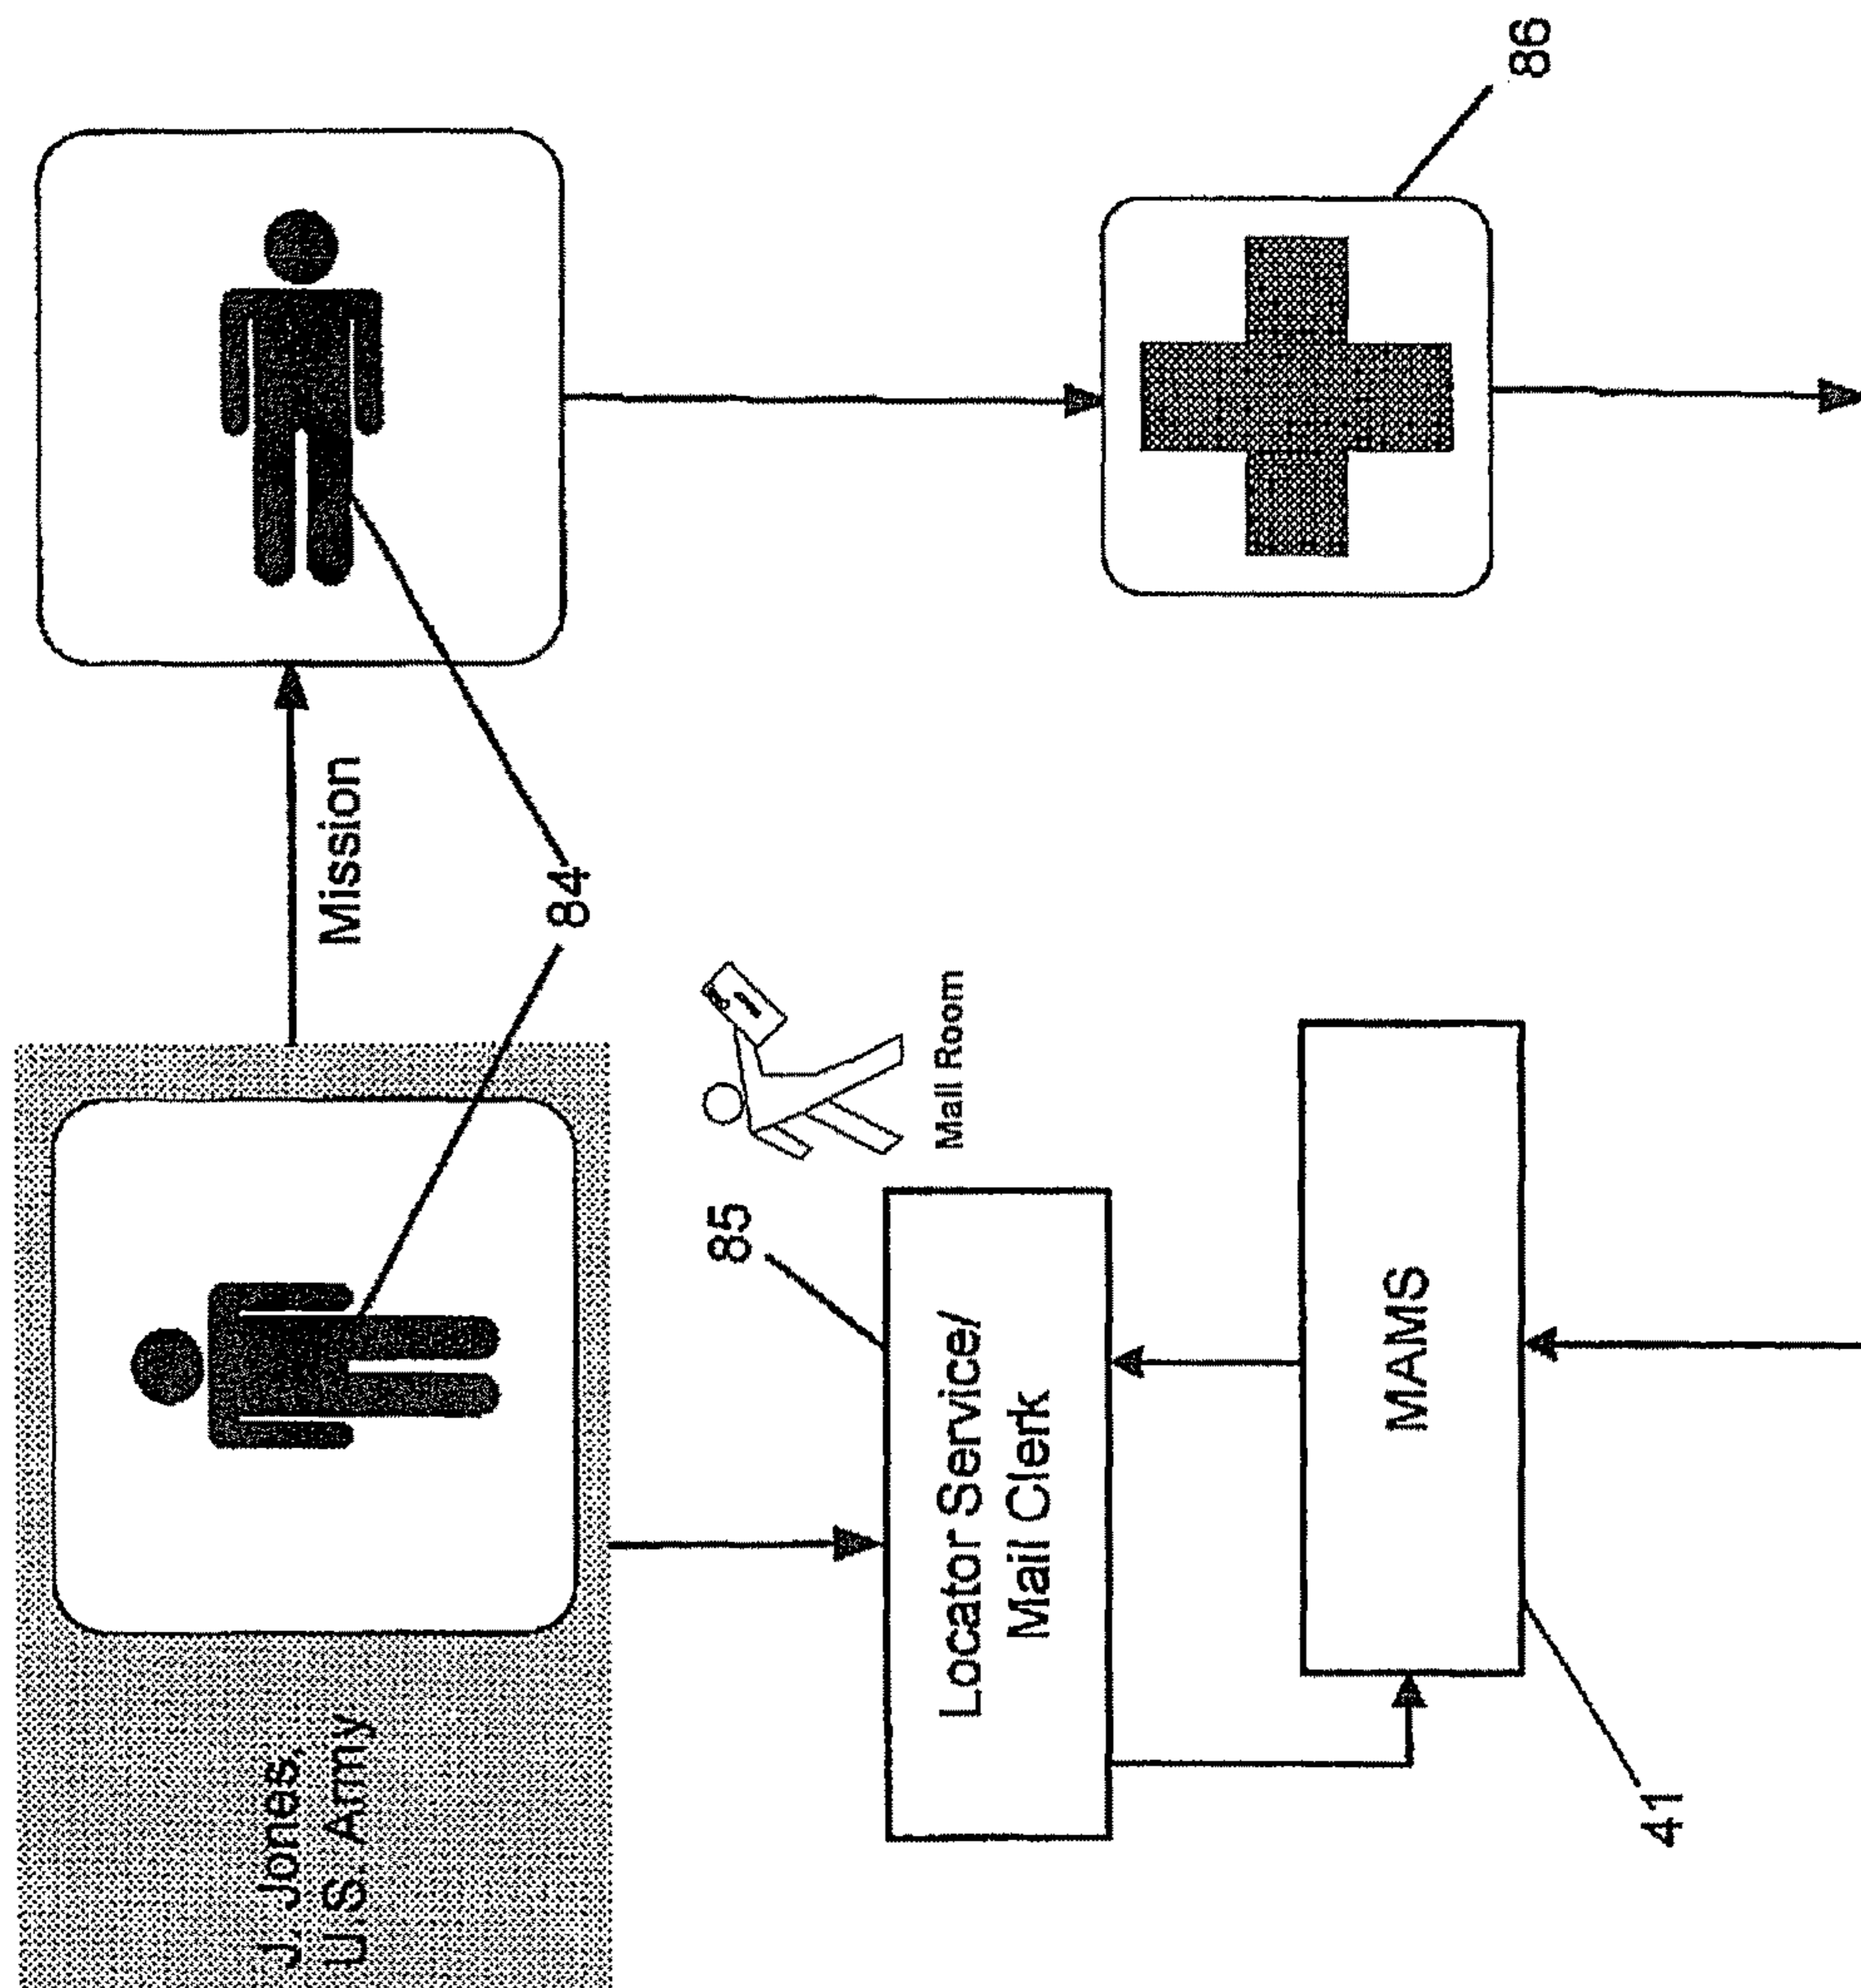 J. Jones,
U.S. Army
Mission
84
85
Mail Room
Locator Service/
Mail Clerk
MAMS
86
41